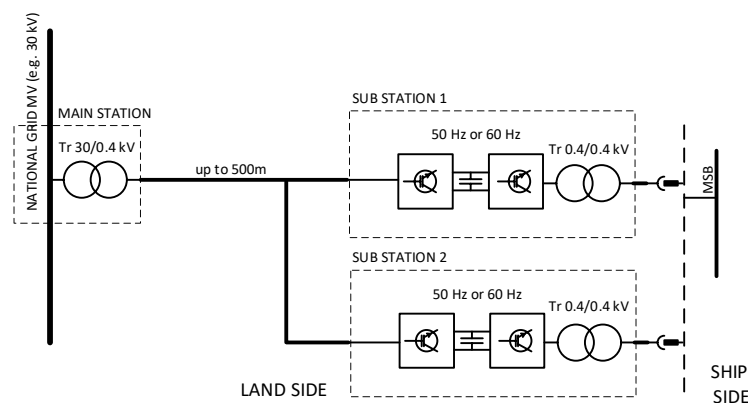 NATIONAL GRID MV (e.g. 30 kV)
MAIN STATION
Tr 30/0.4 kV
up to 500m
SUB STATION 1
50 Hz or 60 Hz
Tr 0.4/0.4 kV
MSB
SUB STATION 2
50 Hz or 60 Hz
Tr 0.4/0.4 kV
LAND SIDE
SHIP
SIDE